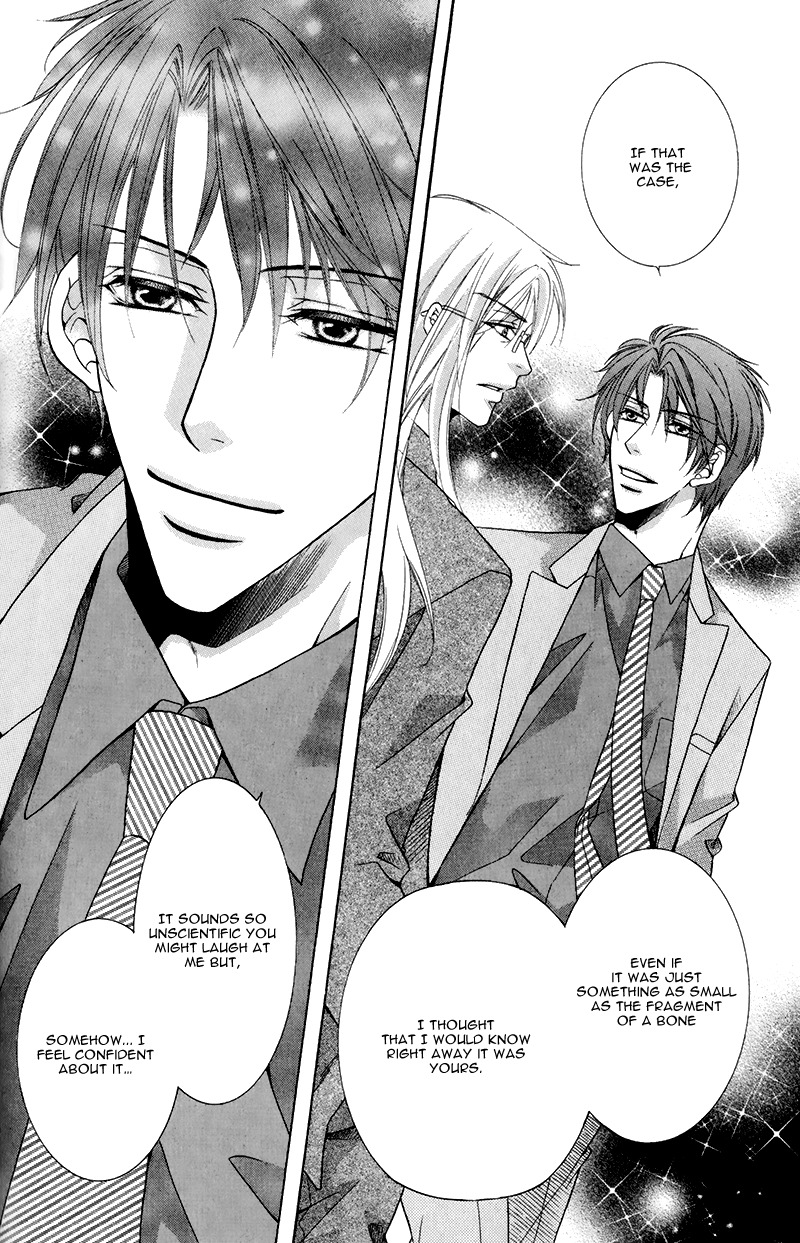 IF THAT
WAS THE
CASE,
EVEN IF
IT WAS JUST
SOMETHING AS SMALL
AS THE FRAGMENT
OF A BONE
I THOUGHT
THAT I WOULD KNOW
RIGHT AWAY IT WAS
YOURS.
IT SOUNDS SO
UNSCIENTIFIC YOU
MIGHT LAUGH AT
ME BUT,
SOMEHOW... I
FEEL CONFIDENT
ABOUT IT...